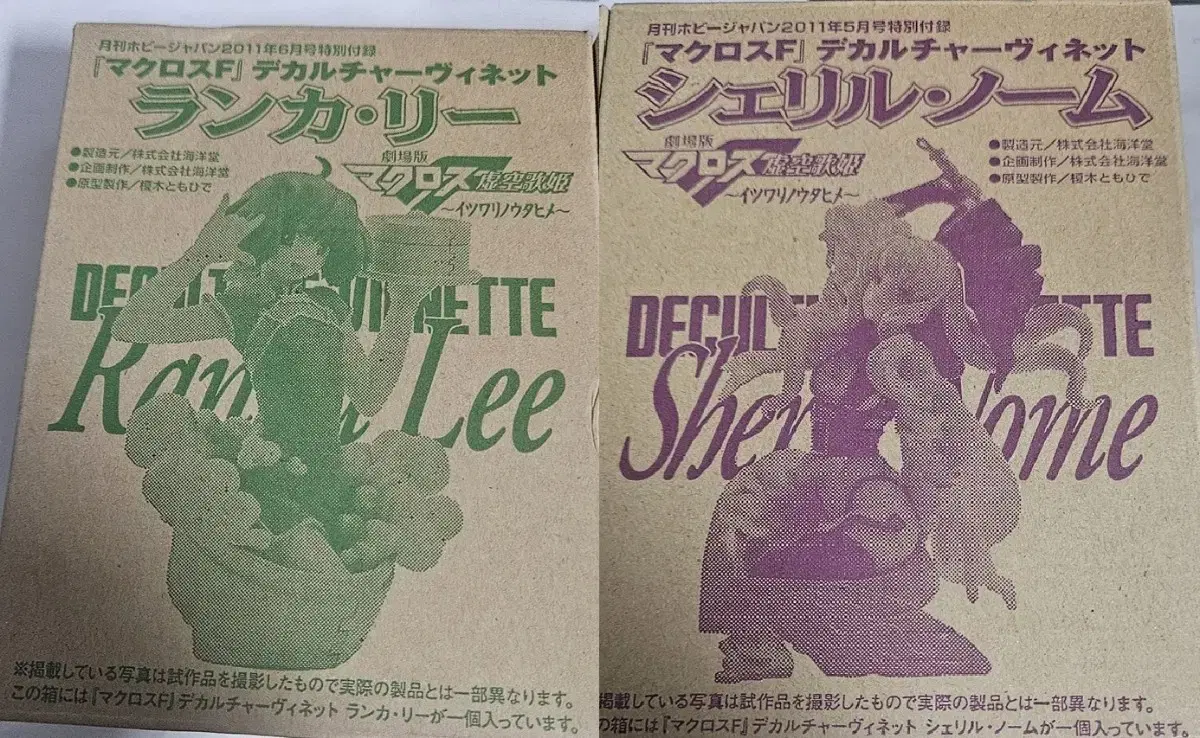 月刊ホビージャパン2011年6月号特別付録
『マクロスF』デカルチャーヴィネット
ランカ・リー
●製造元/株式会社海洋堂
●企画制作/株式会社海洋堂
●原型製作/榎木ともひで
劇場版
マクロスF 虚空歌姫
〜イツワリノウタヒメ〜
Lee
※掲載している写真は試作品を撮影したもので実際の製品とは一部異なります。
この箱には『マクロスF』デカルチャーヴィネット ランカ・リーが一個入っています。
月刊ホビージャパン2011年5月号特別付録
『マクロスF』デカルチャーヴィネット
シェリル・ノーム
劇場版
マクロスF 虚空歌姫
〜イツワリノウタヒメ〜
●製造元/株式会社海洋堂
●企画制作/株式会社海洋堂
●原型製作/榎木ともひで
掲載している写真は試作品を撮影したもので実際の製品とは一部異なります。
の箱には『マクロスF』デカルチャーヴィネット シェリル・ノームが一個入っています。